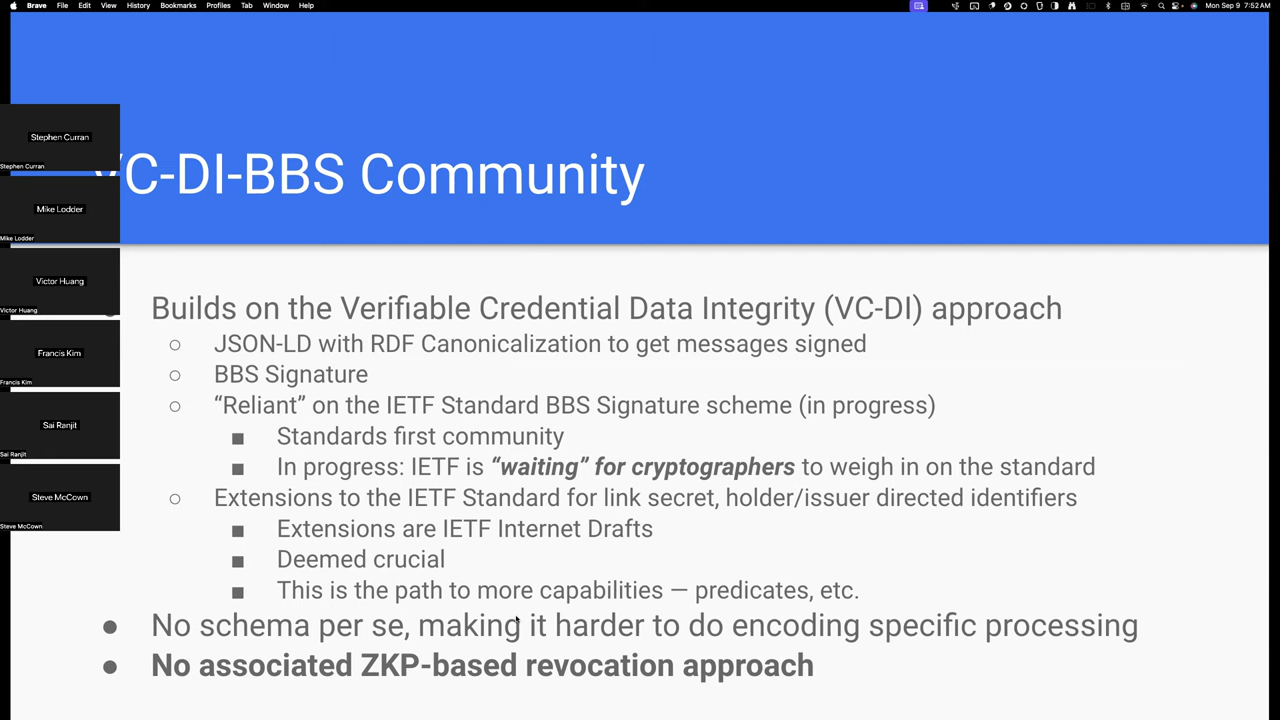 Brave File Edit View History Bookmarks Profiles Tab Window Help Mon Sep 9 7:52 AM
Stephen Curran
Stephen Curran
VC-DI-BBS Community
Mike Lodder
Mike Lodder
Victor Huang
Victor Huang
Francis Kim
Francis Kim
Sai Ranjit
Sai Ranjit
Steve McCown
Steve McCown
Builds on the Verifiable Credential Data Integrity (VC-DI) approach
○ JSON-LD with RDF Canonicalization to get messages signed
○ BBS Signature
○ “Reliant” on the IETF Standard BBS Signature scheme (in progress)
■ Standards first community
■ In progress: IETF is “waiting” for cryptographers to weigh in on the standard
○ Extensions to the IETF Standard for link secret, holder/issuer directed identifiers
■ Extensions are IETF Internet Drafts
■ Deemed crucial
■ This is the path to more capabilities — predicates, etc.
● No schema per se, making it harder to do encoding specific processing
● No associated ZKP-based revocation approach